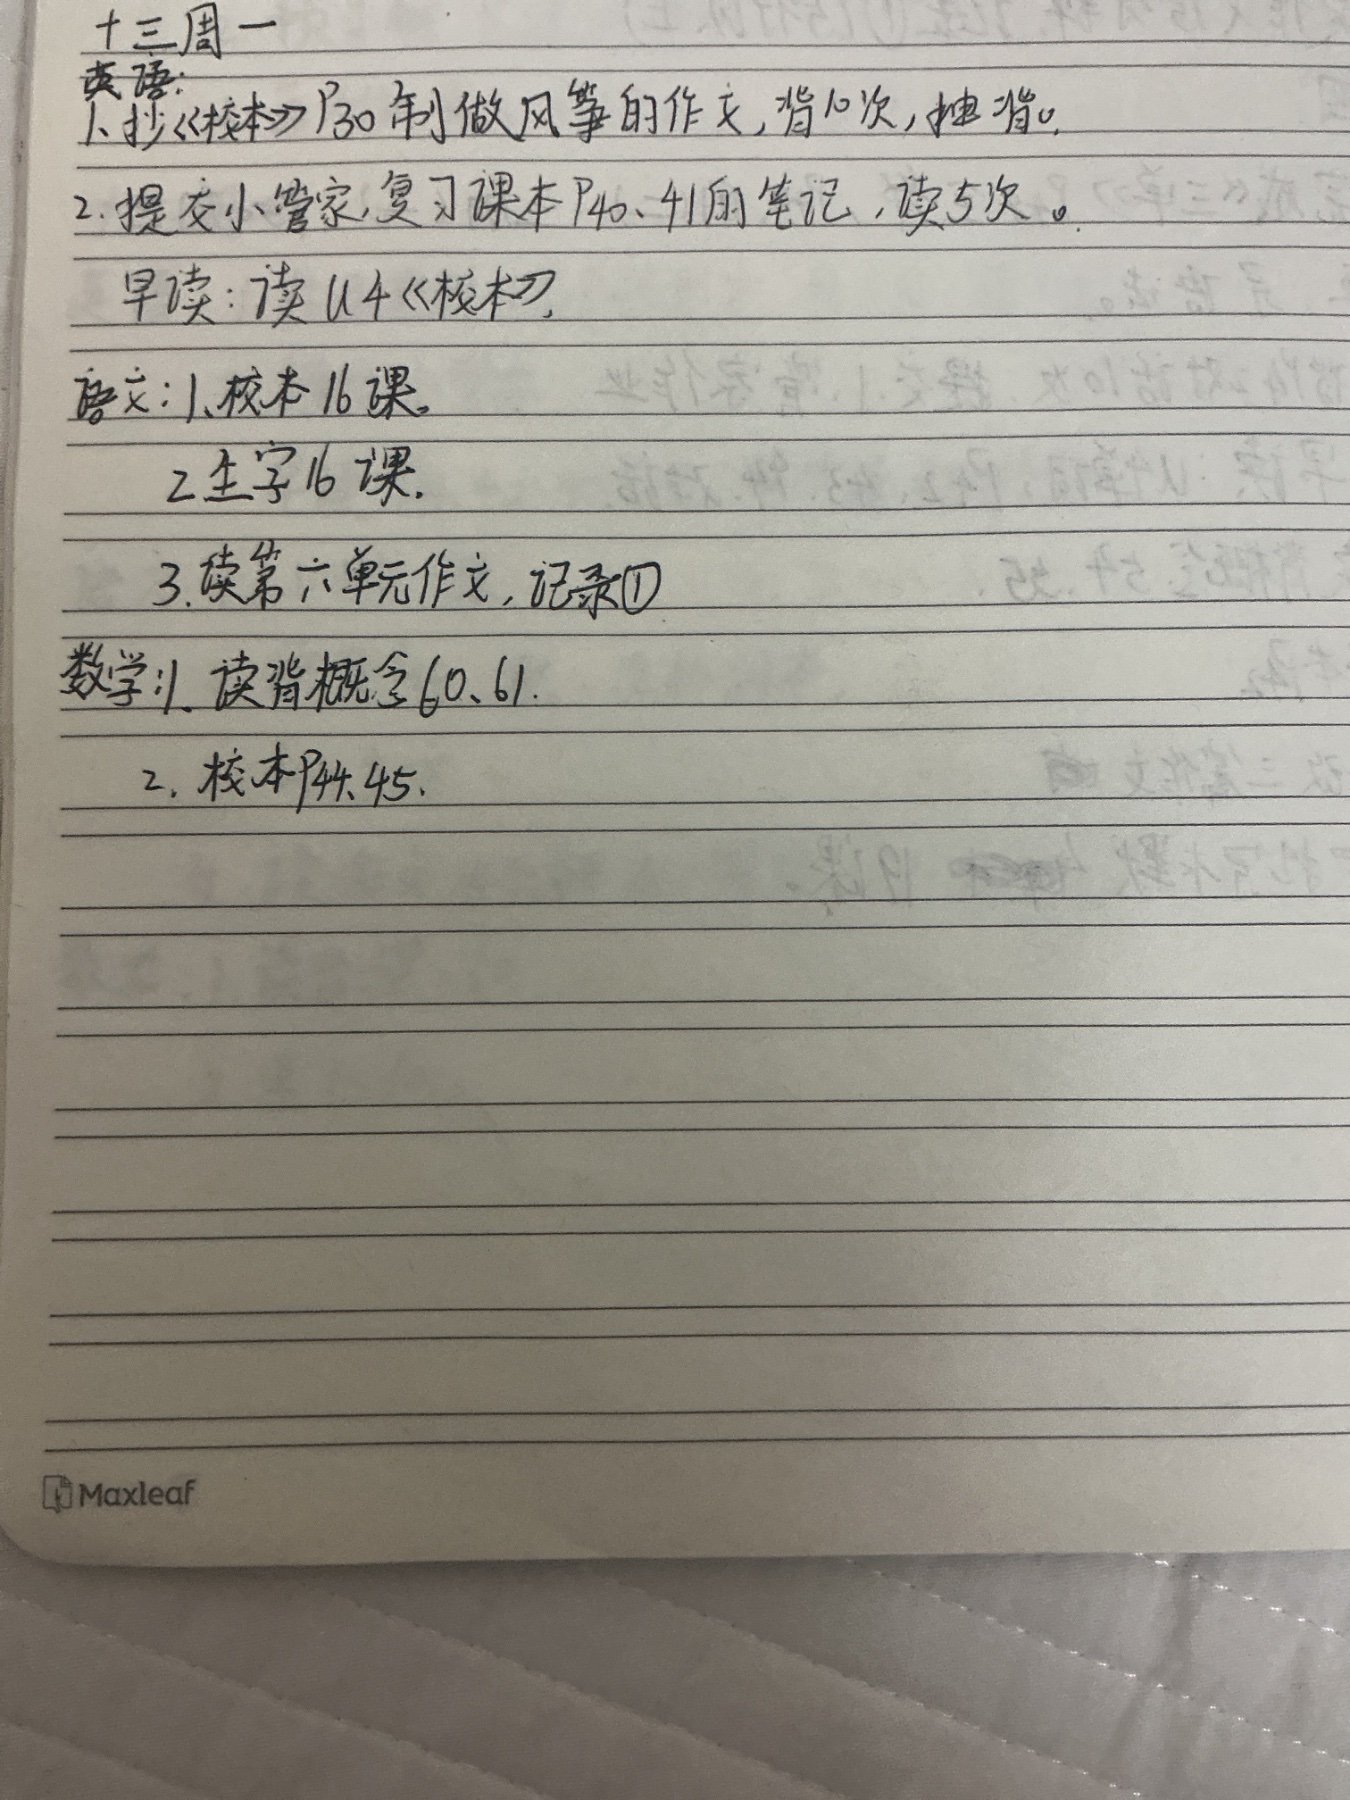 十三周一
英语:
1、抄《校本》P30制做风筝的作文,背10次,抽背。
2.提交小管家,复习课本P40、41的笔记,读5次。
早读:读U4《校本》.
语文:1、校本16课。
2生字16课.
3.读第六单元作文,记录①
数学:1.读背概念60、61.
2.校本P44、45.
Maxleaf